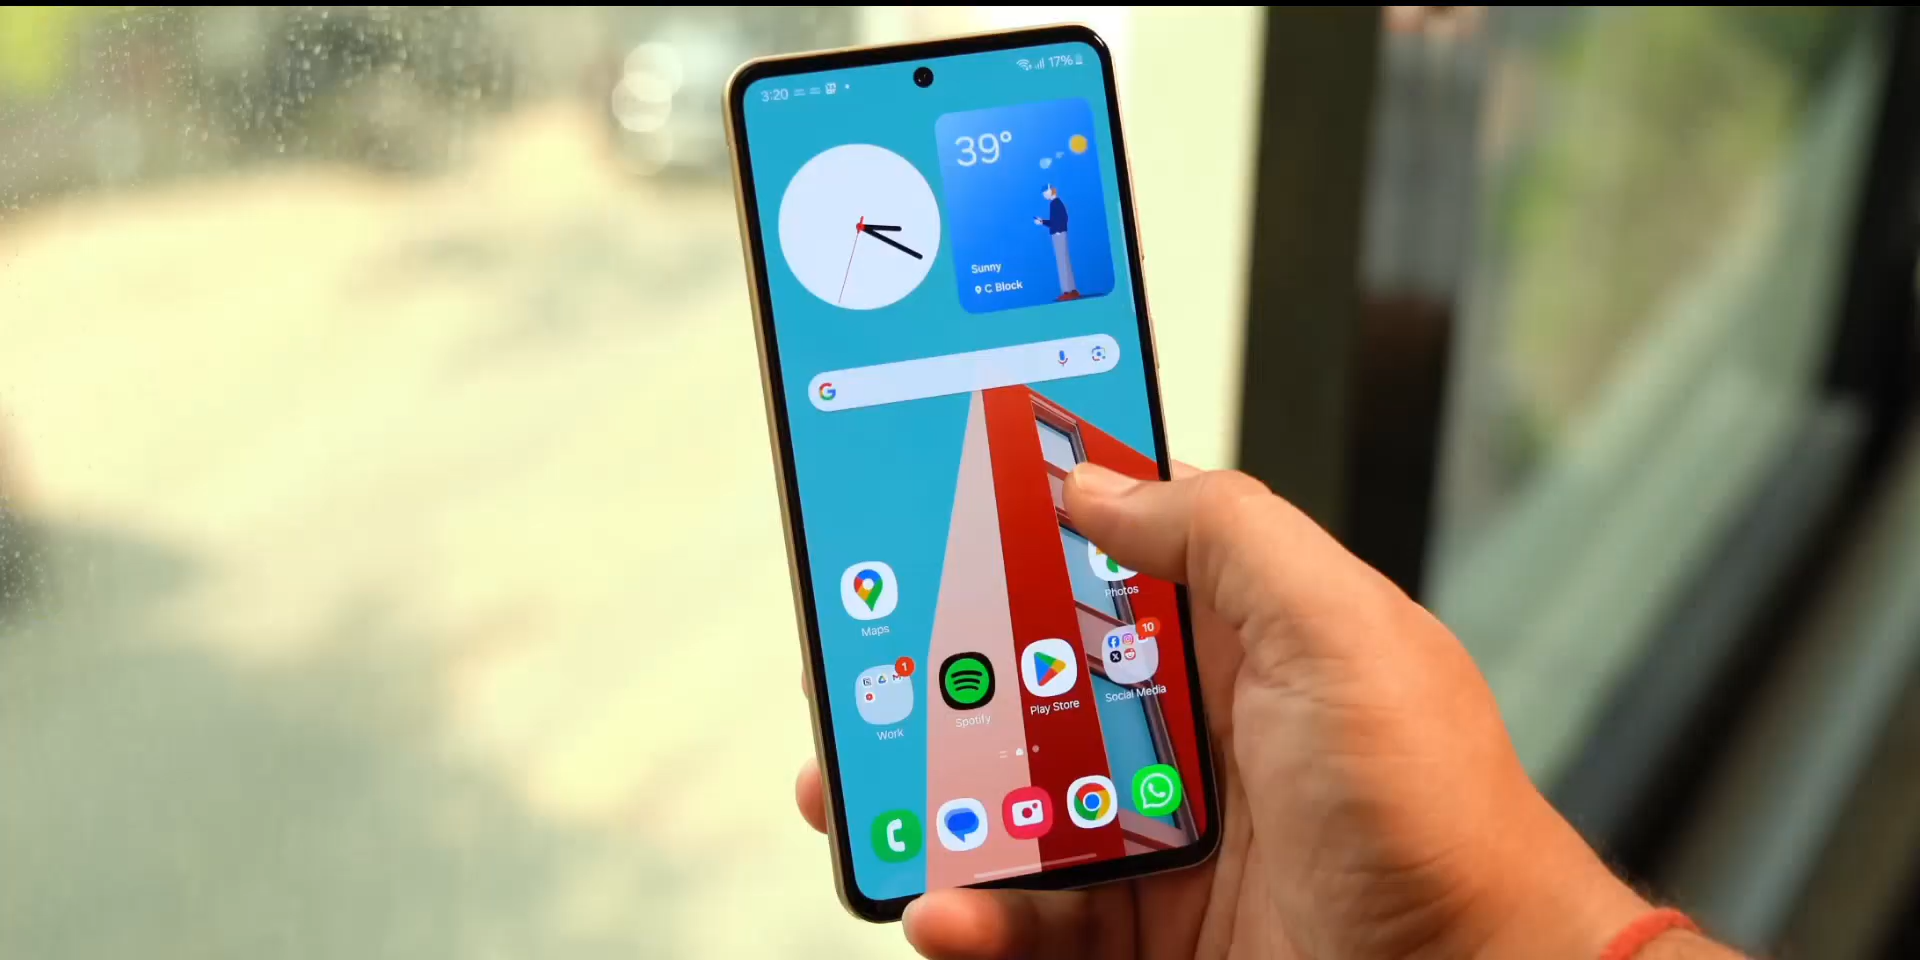 3:20
17%
39°
Sunny
C Block
Maps
Photos
10
1
Work
Spotify
Play Store
Social Media